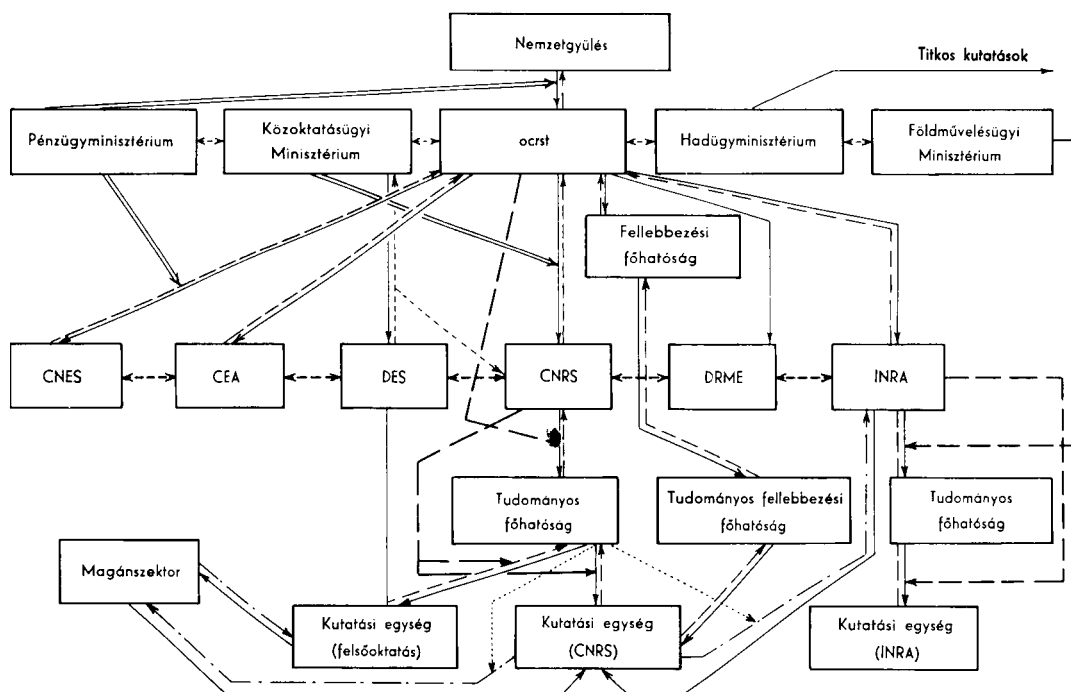 Nemzetgyülés
Titkos kutatások
Pénzügyminisztérium
Közoktatásügyi
Minisztérium
ocrst
Hadügyminisztérium
Földművelésügyi
Minisztérium
Fellebbezési
főhatóság
CNES
CEA
DES
CNRS
DRME
INRA
Tudományos
főhatóság
Tudományos fellebbezési
főhatóság
Tudományos
főhatóság
Magánszektor
Kutatási egység
(felsőoktatás)
Kutatási egység
(CNRS)
Kutatási egység
(INRA)